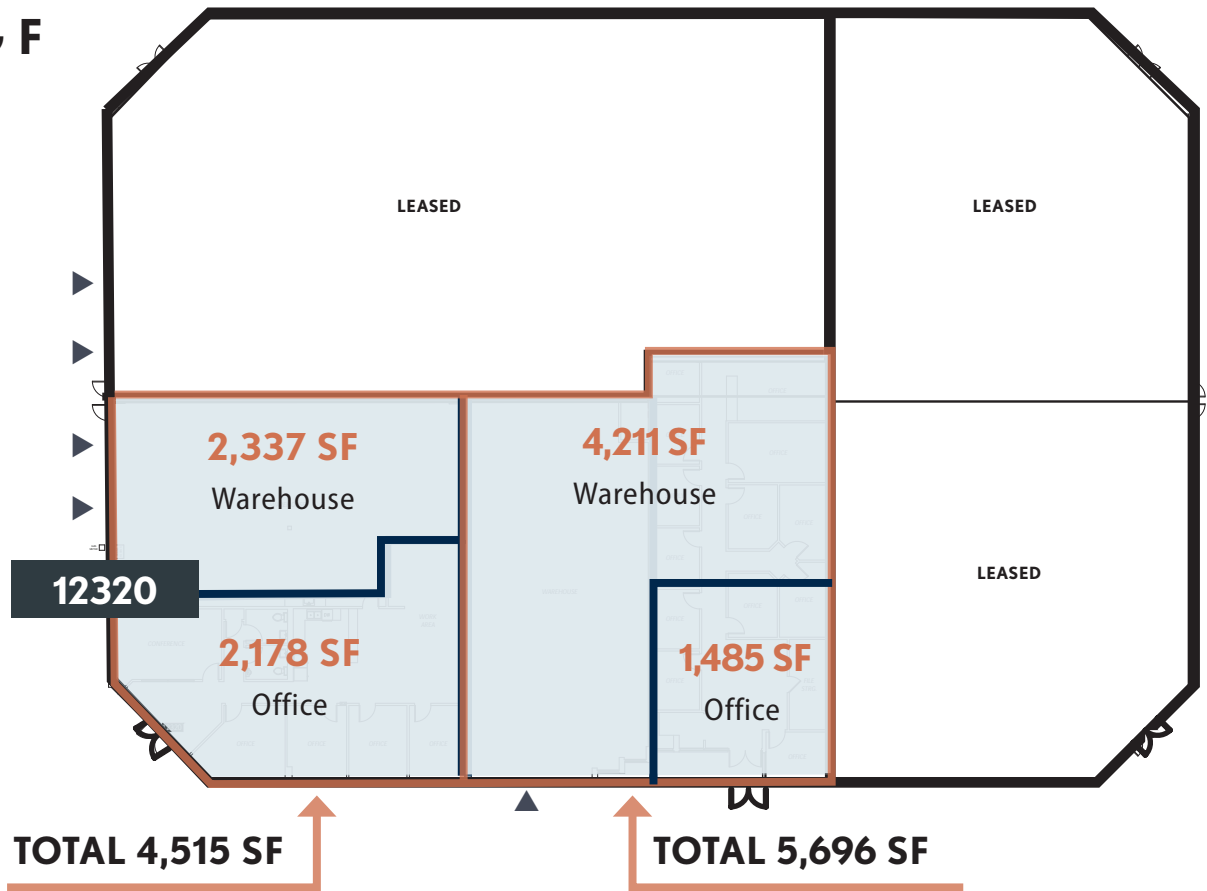 F
LEASED
LEASED
2,337 SF
Warehouse
4,211 SF
Warehouse
12320
LEASED
2,178 SF
Office
1,485 SF
Office
TOTAL 4,515 SF
TOTAL 5,696 SF